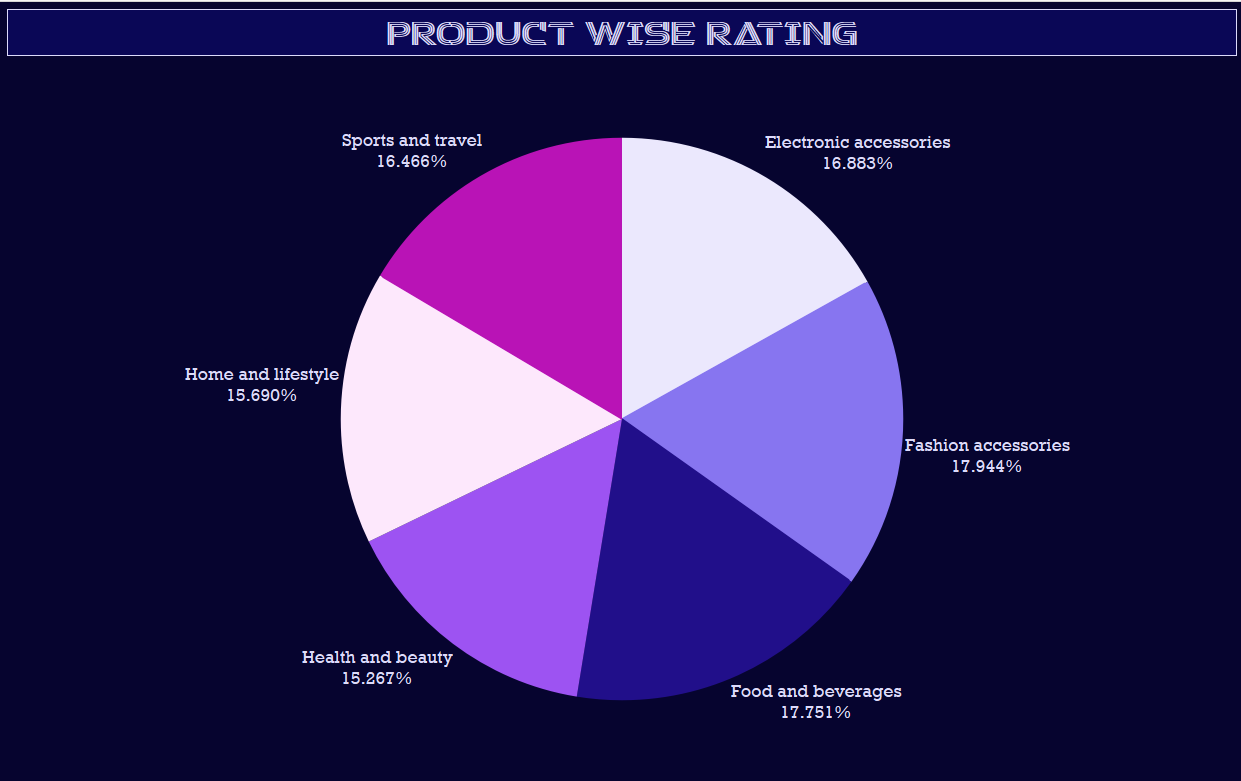 PRODUCT WISE RATING
Sports and travel
16.466%
Electronic accessories
16.883%
Home and lifestyle
15.690%
Fashion accessories
17.944%
Health and beauty
15.267%
Food and beverages
17.751%